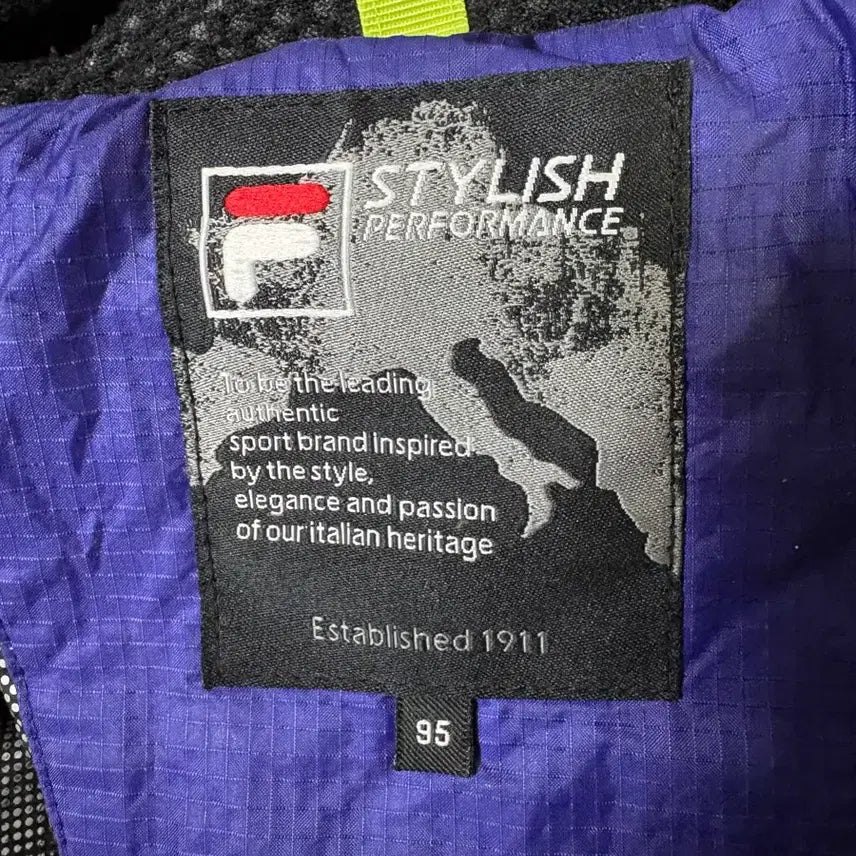 STYLISH
PERFORMANCE
To be the leading
authentic
sport brand inspired
by the style,
elegance and passion
of our italian heritage
Established 1911
95